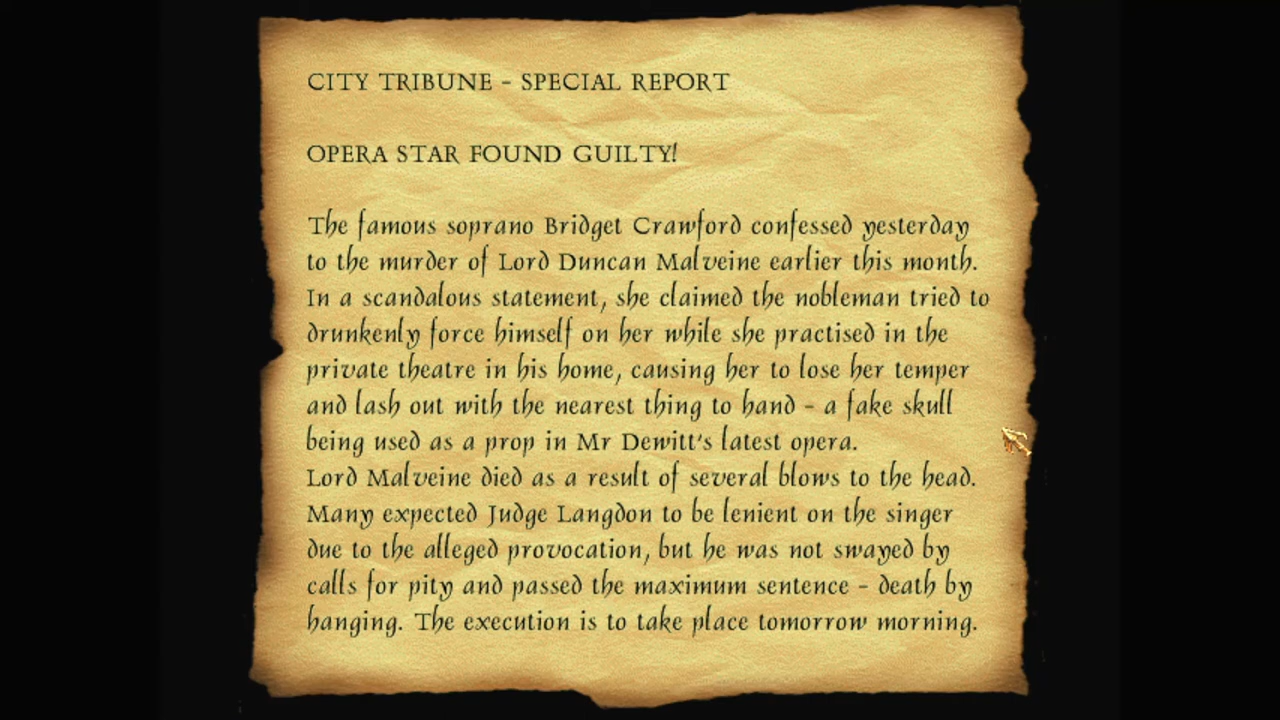 CITY TRIBUNE - SPECIAL REPORT
OPERA STAR FOUND GUILTY!
The famous soprano Bridget Crawford confessed yesterday
to the murder of Lord Duncan Malveine earlier this month.
In a scandalous statement, she claimed the nobleman tried to
drunkenly force himself on her while she practised in the
private theatre in his home, causing her to lose her temper
and lash out with the nearest thing to hand - a fake skull
being used as a prop in Mr Dewitt's latest opera.
Lord Malveine died as a result of several blows to the head.
Many expected Judge Langdon to be lenient on the singer
due to the alleged provocation, but he was not swayed by
calls for pity and passed the maximum sentence - death by
hanging. The execution is to take place tomorrow morning.